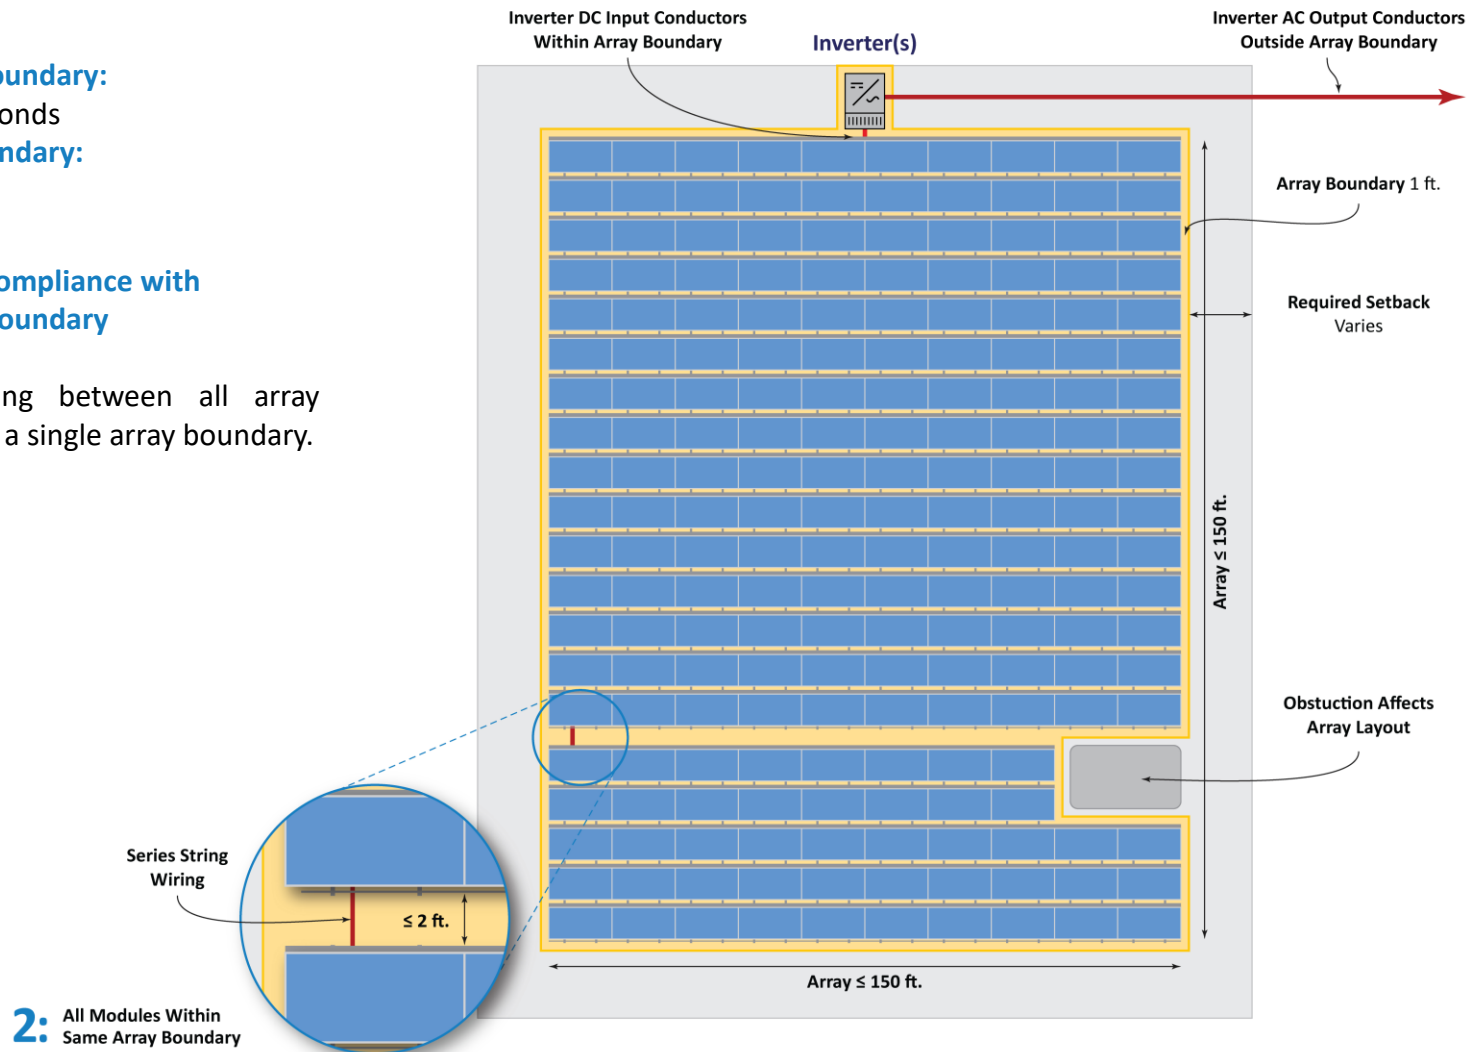 Inverter DC Input Conductors
Within Array Boundary
Inverter(s)
Inverter AC Output Conductors
Outside Array Boundary
oundary:
onds
ndary:
Array Boundary 1 ft.
ompliance with
oundary
Required Setback
Varies
ng between all array
a single array boundary.
Array ≤ 150 ft.
Obstuction Affects
Array Layout
Series String
Wiring
≤ 2 ft.
Array ≤ 150 ft.
2: All Modules Within
Same Array Boundary